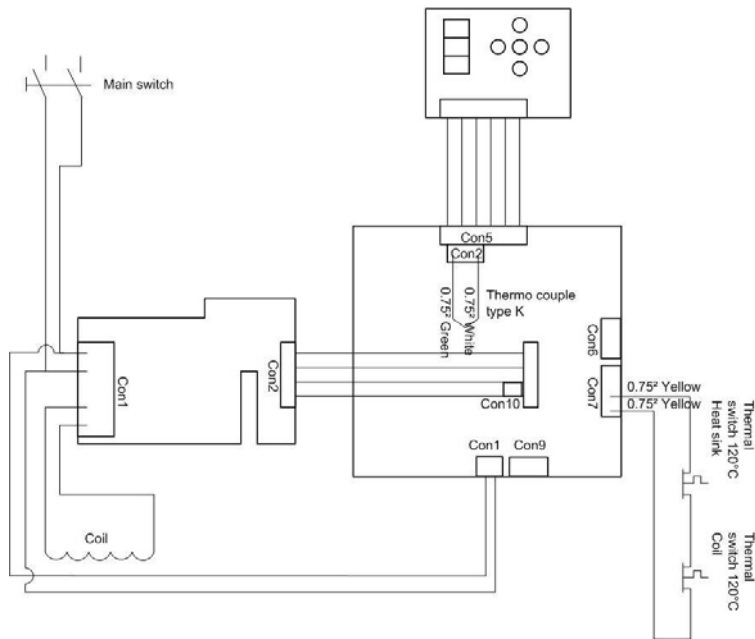 Main switch
Con5
Con2
0.75² Green
0.75² White
Thermo couple
type K
Con6
Con1
Con2
Con10
Con7
0.75² Yellow
0.75² Yellow
Thermal
switch 120°C
Heat sink
Con1
Con9
Coil
Thermal
switch 120°C
Coil